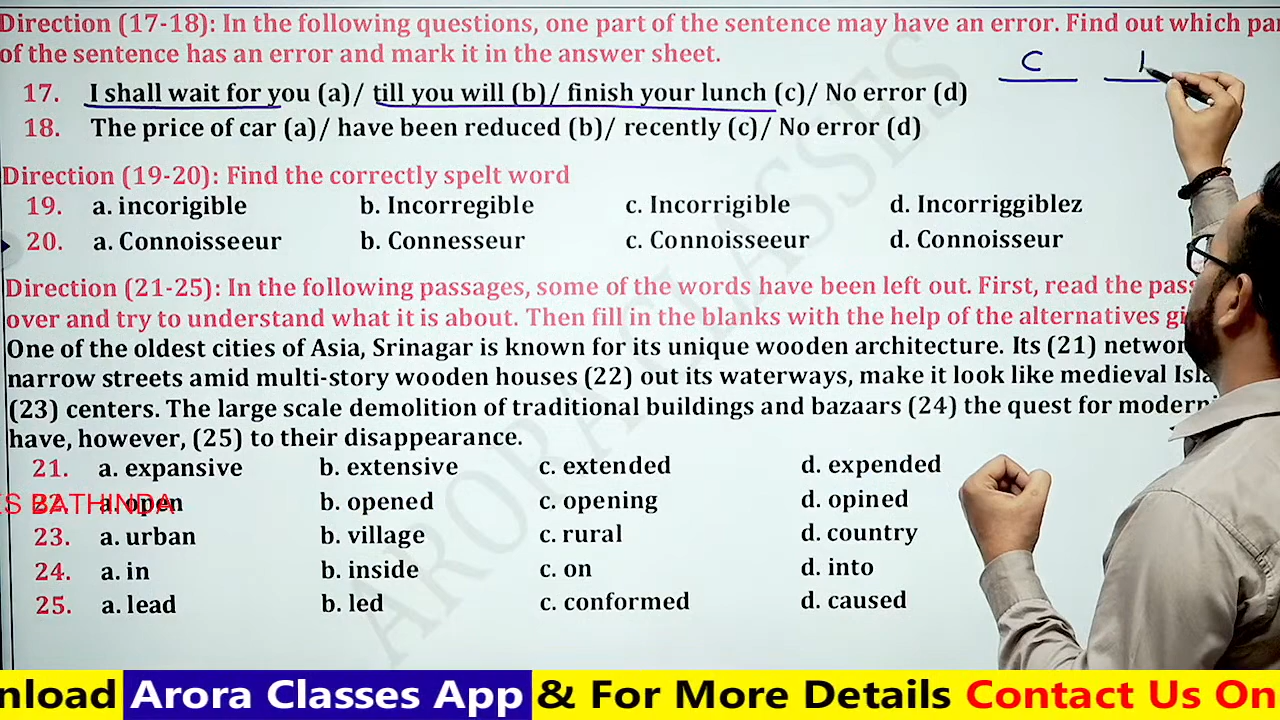 Direction (17-18): In the following questions, one part of the sentence may have an error. Find out which
of the sentence has an error and mark it in the answer sheet.
C
17. I shall wait for you (a)/ till you will (b)/ finish your lunch (c)/ No error (d)
18. The price of car (a)/ have been reduced (b)/ recently (c)/ No error (d)
Direction (19-20): Find the correctly spelt word
19. a. incorigible b. Incorregible c. Incorrigible d. Incorriggiblez
20. a. Connoisseeur b. Connesseur c. Connoisseeur d. Connoisseur
Direction (21-25): In the following passages, some of the words have been left out. First, read the
over and try to understand what it is about. Then fill in the blanks with the help of the alternatives
One of the oldest cities of Asia, Srinagar is known for its unique wooden architecture. Its (21)
narrow streets amid multi-story wooden houses (22) out its waterways, make it look like medieval
(23) centers. The large scale demolition of traditional buildings and bazaars (24) the quest for
have, however, (25) to their disappearance.
21. a. expansive b. extensive c. extended d. expended
22. a. open b. opened c. opening d. opined
23. a. urban b. village c. rural d. country
24. a. in b. inside c. on d. into
25. a. lead b. led c. conformed d. caused
ARORA CLASSES
BATHINDA
Arora Classes App & For More Details Contact Us On